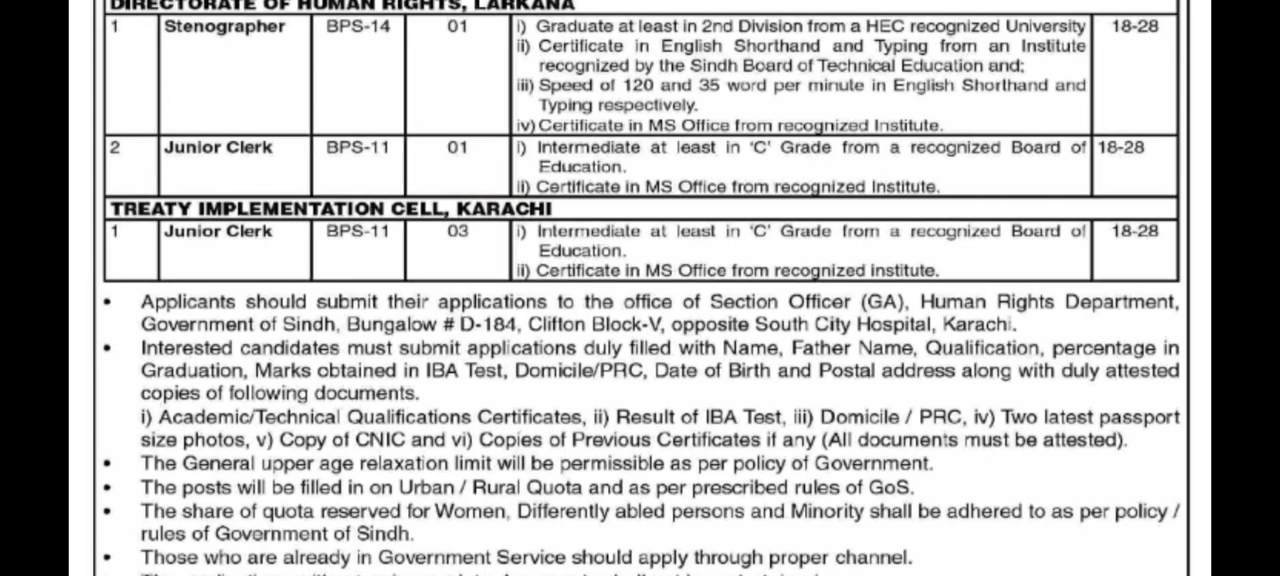 DIRECTORATE OF HUMAN RIGHTS, LARKANA
1 Stenographer BPS-14 01 i) Graduate at least in 2nd Division from a HEC recognized University 18-28
ii) Certificate in English Shorthand and Typing from an Institute
recognized by the Sindh Board of Technical Education and;
iii) Speed of 120 and 35 word per minute in English Shorthand and
Typing respectively.
iv) Certificate in MS Office from recognized Institute.
2 Junior Clerk BPS-11 01 i) Intermediate at least in 'C' Grade from a recognized Board of 18-28
Education.
ii) Certificate in MS Office from recognized Institute.
TREATY IMPLEMENTATION CELL, KARACHI
1 Junior Clerk BPS-11 03 i) Intermediate at least in 'C' Grade from a recognized Board of 18-28
Education.
ii) Certificate in MS Office from recognized institute.
• Applicants should submit their applications to the office of Section Officer (GA), Human Rights Department,
Government of Sindh, Bungalow # D-184, Clifton Block-V, opposite South City Hospital, Karachi.
• Interested candidates must submit applications duly filled with Name, Father Name, Qualification, percentage in
Graduation, Marks obtained in IBA Test, Domicile/PRC, Date of Birth and Postal address along with duly attested
copies of following documents.
i) Academic/Technical Qualifications Certificates, ii) Result of IBA Test, iii) Domicile / PRC, iv) Two latest passport
size photos, v) Copy of CNIC and vi) Copies of Previous Certificates if any (All documents must be attested).
• The General upper age relaxation limit will be permissible as per policy of Government.
• The posts will be filled in on Urban / Rural Quota and as per prescribed rules of GoS.
• The share of quota reserved for Women, Differently abled persons and Minority shall be adhered to as per policy /
rules of Government of Sindh.
• Those who are already in Government Service should apply through proper channel.